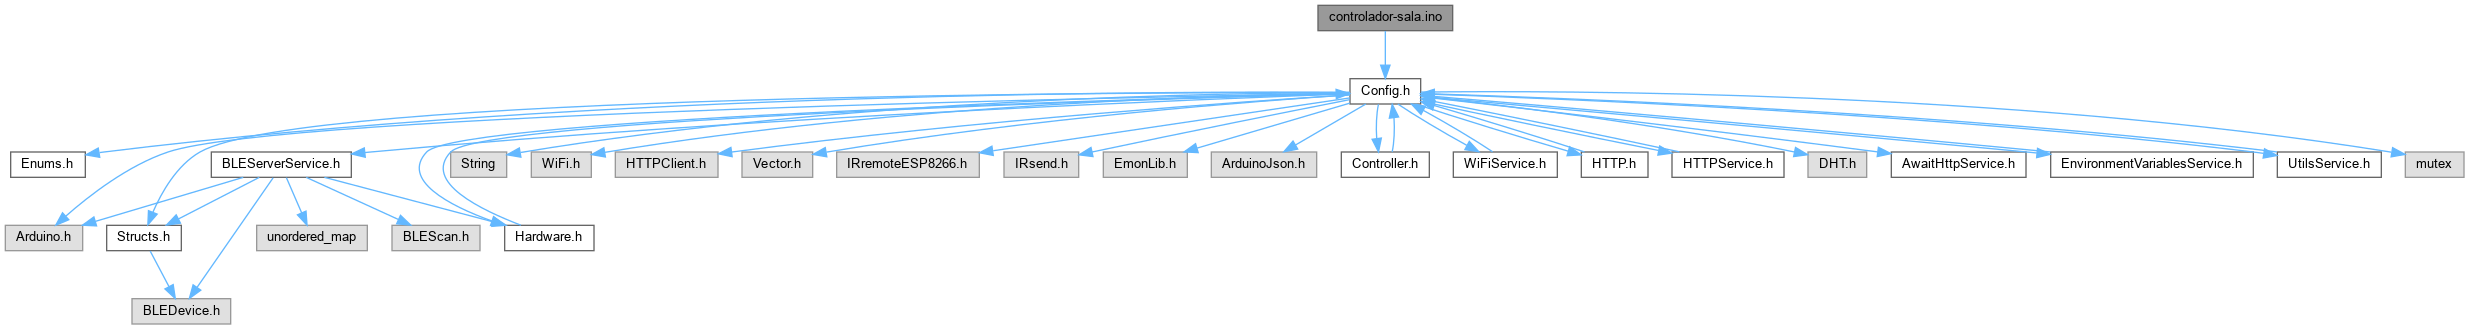 controlador-sala.ino
Config.h
Enums.h
BLEServerService.h
String
WiFi.h
HTTPClient.h
Vector.h
IRremoteESP8266.h
IRsend.h
EmonLib.h
ArduinoJson.h
Controller.h
WiFiService.h
HTTP.h
HTTPService.h
DHT.h
AwaitHttpService.h
EnvironmentVariablesService.h
UtilsService.h
mutex
Arduino.h
Structs.h
unordered_map
BLEScan.h
Hardware.h
BLEDevice.h